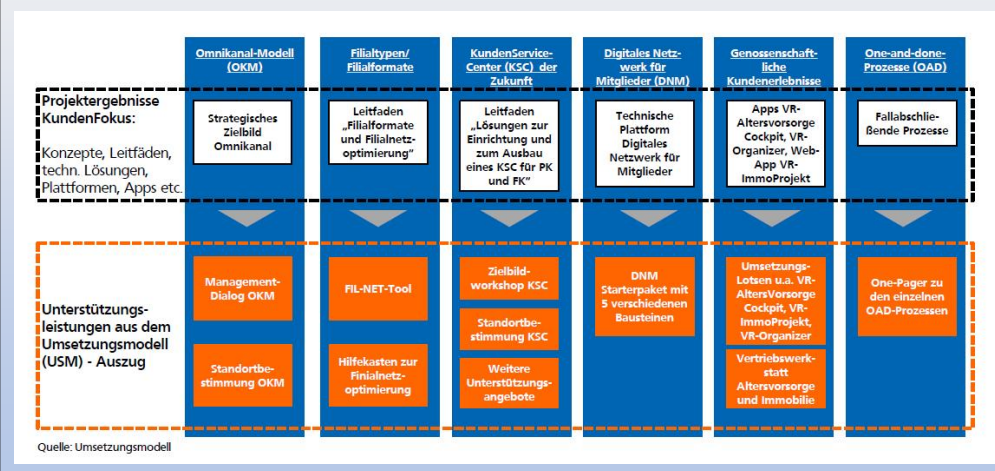 Omnikanal-Modell
(OKM)
Filialtypen/
Filialformate
KundenService-
Center (KSC) der
Zukunft
Digitales Netz-
werk für
Mitglieder (DNM)
Genossenschaft-
liche
Kundenerlebnisse
One-and-done-
Prozesse (OAD)
Projektergebnisse
KundenFokus:
Konzepte, Leitfäden,
techn. Lösungen,
Plattformen, Apps etc.
Strategisches
Zielbild
Omnikanal
Leitfaden
„Filialformate
und Filialnetz-
optimierung“
Leitfaden
„Lösungen zur
Einrichtung und
zum Ausbau
eines KSC für PK
und FK“
Technische
Plattform
Digitales
Netzwerk für
Mitglieder
Apps VR-
Altersvorsorge
Cockpit, VR-
Organizer, Web-
App VR-
ImmoProjekt
Fallabschlie-
ßende Prozesse
Unterstützungs-
leistungen aus dem
Umsetzungsmodell
(USM) - Auszug
Management-
Dialog OKM
Standortbe-
stimmung OKM
FIL-NET-Tool
Hilfekasten zur
Finialnetz-
optimierung
Zielbild-
workshop KSC
Standortbe-
stimmung KSC
Weitere
Unterstützungs-
angebote
DNM
Starterpaket mit
5 verschiedenen
Bausteinen
Umsetzungs-
Lotsen u.a. VR-
AltersVorsorge
Cockpit, VR-
ImmoProjekt,
VR-Organizer
Vertriebswerk-
statt
Altersvorsorge
und Immobilie
One-Pager zu
den einzelnen
OAD-Prozessen
Quelle: Umsetzungsmodell